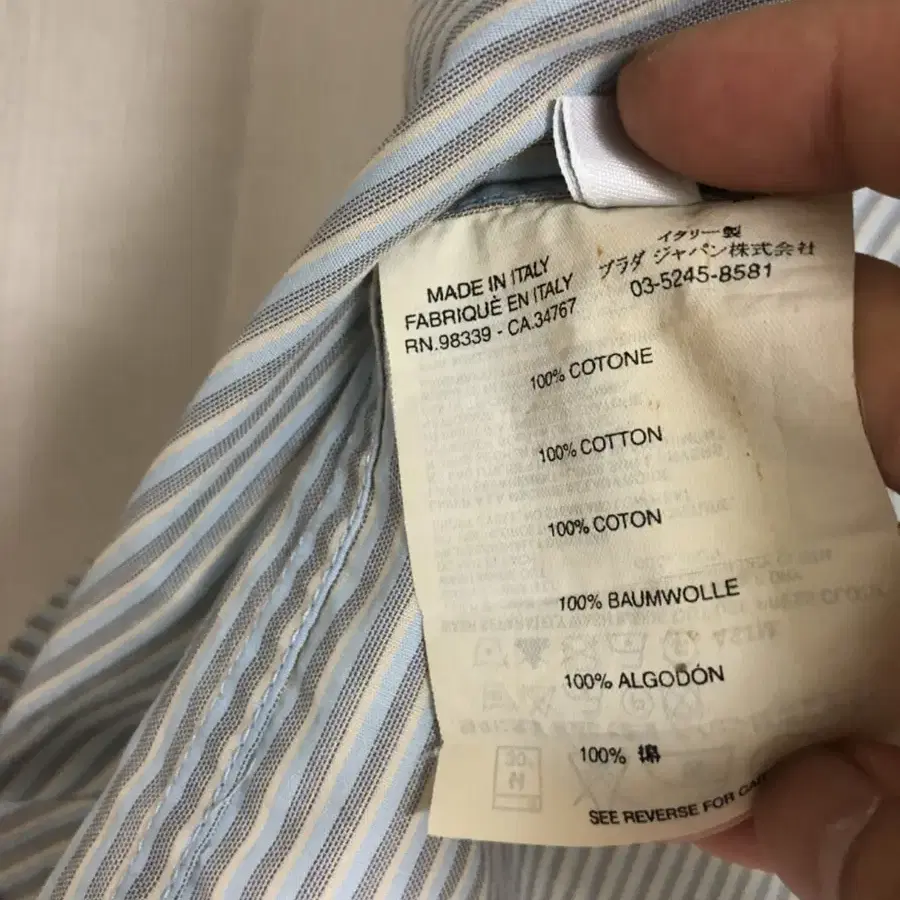 MADE IN ITALY
FABRIQUÉ EN ITALY
RN.98339 - CA.34767
イタリー製
プラダ ジャパン株式会社
03-5245-8581
100% COTONE
100% COTTON
100% COTON
100% BAUMWOLLE
100% ALGODÓN
100% 綿
SEE REVERSE FOR